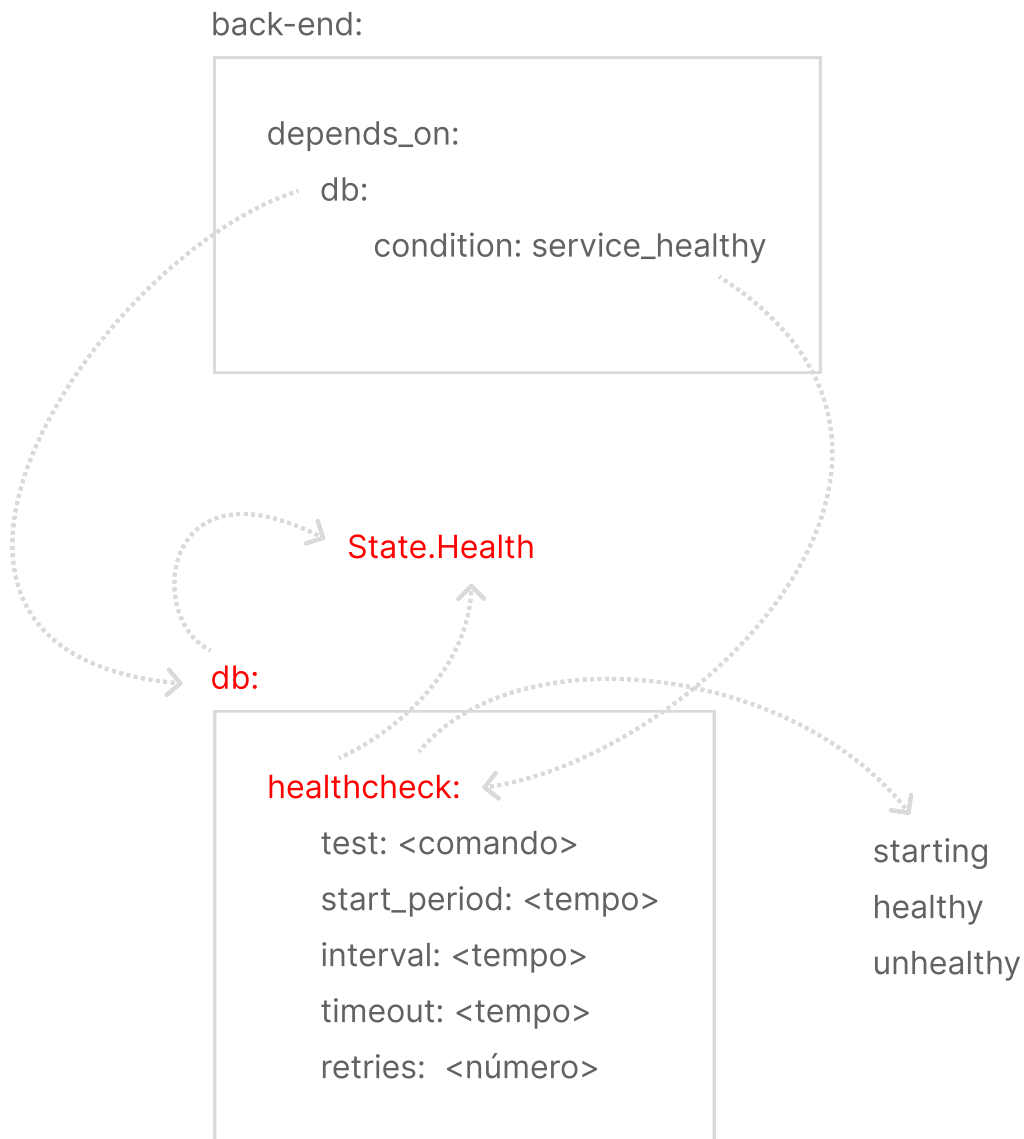 back-end:
depends_on:
db:
condition: service_healthy
State.Health
db:
healthcheck:
test: <comando>
start_period: <tempo>
interval: <tempo>
timeout: <tempo>
retries:  <número>
starting
healthy
unhealthy